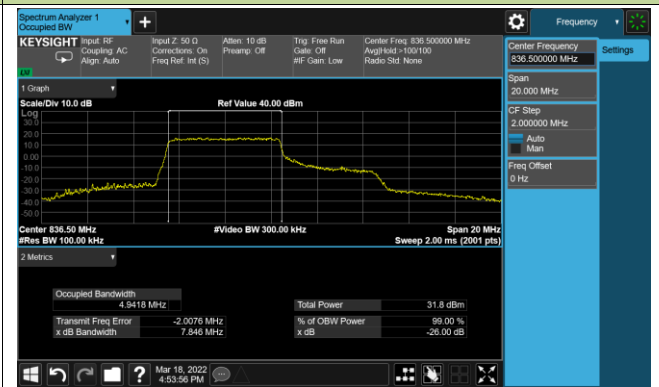 Spectrum Analyzer 1
Occupied BW
Frequency
KEYSIGHT
Input: RF
Coupling: AC
Align: Auto
Input Z: 50 Ω
Corrections: On
Freq Ref: Int (S)
Atten: 10 dB
Preamp: Off
Trig: Free Run
Gate: Off
#IF Gain: Low
Center Freq: 836.500000 MHz
Avg|Hold:>100/100
Radio Std: None
LM
Center Frequency
836.500000 MHz
Settings
Span
20.000 MHz
CF Step
2.000000 MHz
Auto
Man
Freq Offset
0 Hz
1 Graph
Scale/Div 10.0 dB
Ref Value 40.00 dBm
Log
30.0
20.0
10.0
0.00
-10.0
-20.0
-30.0
-40.0
-50.0
Center 836.50 MHz
#Video BW 300.00 kHz
Span 20 MHz
#Res BW 100.00 kHz
Sweep 2.00 ms (2001 pts)
2 Metrics
Occupied Bandwidth
4.9418 MHz
Total Power
31.8 dBm
Transmit Freq Error
-2.0076 MHz
% of OBW Power
99.00 %
x dB Bandwidth
7.846 MHz
x dB
-26.00 dB
Mar 18, 2022
4:53:56 PM